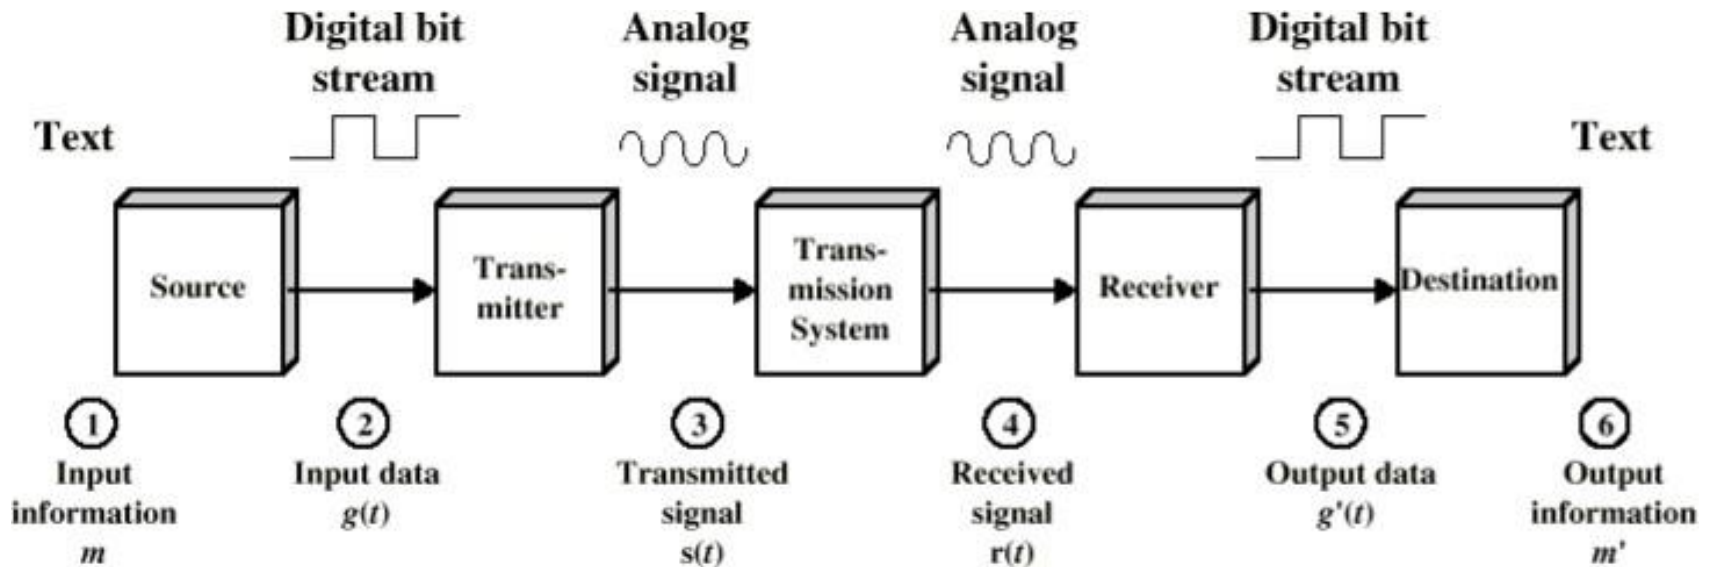 Digital bit
stream
Analog
signal
Analog
signal
Digital bit
stream
Text
Text
Source
Trans-
mitter
Trans-
mission
System
Receiver
Destination
1
Input
information
m
2
Input data
g(t)
3
Transmitted
signal
s(t)
4
Received
signal
r(t)
5
Output data
g'(t)
6
Output
information
m'